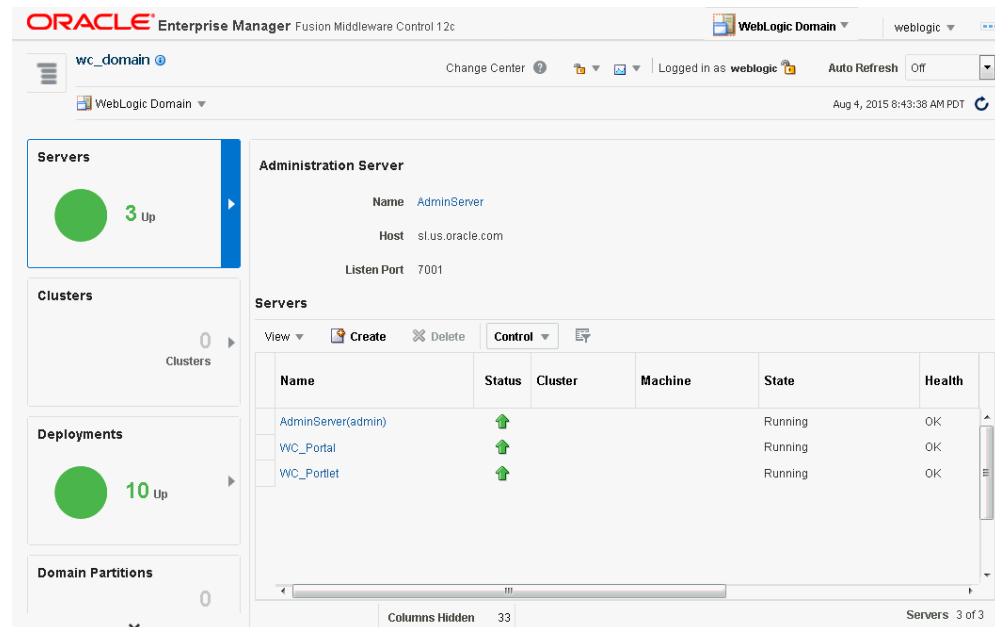 ORACLE Enterprise Manager Fusion Middleware Control 12c
WebLogic Domain
weblogic
wc_domain
Change Center
Logged in as weblogic
Auto Refresh Off
WebLogic Domain
Aug 4, 2015 8:43:38 AM PDT
Servers
3 Up
Clusters
0
Clusters
Deployments
10 Up
Domain Partitions
0
Administration Server
Name AdminServer
Host sl.us.oracle.com
Listen Port 7001
Servers
View Create Delete Control
Name Status Cluster Machine State Health
AdminServer(admin) Running OK
WC_Portal Running OK
WC_Portlet Running OK
Columns Hidden 33
Servers 3 of 3